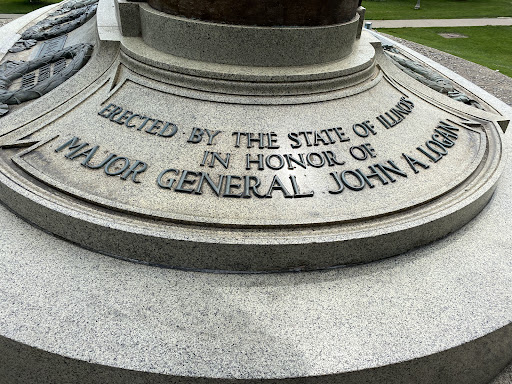 ERECTED BY THE STATE OF ILLINOIS
IN HONOR OF
MAJOR GENERAL JOHN A. LOGAN